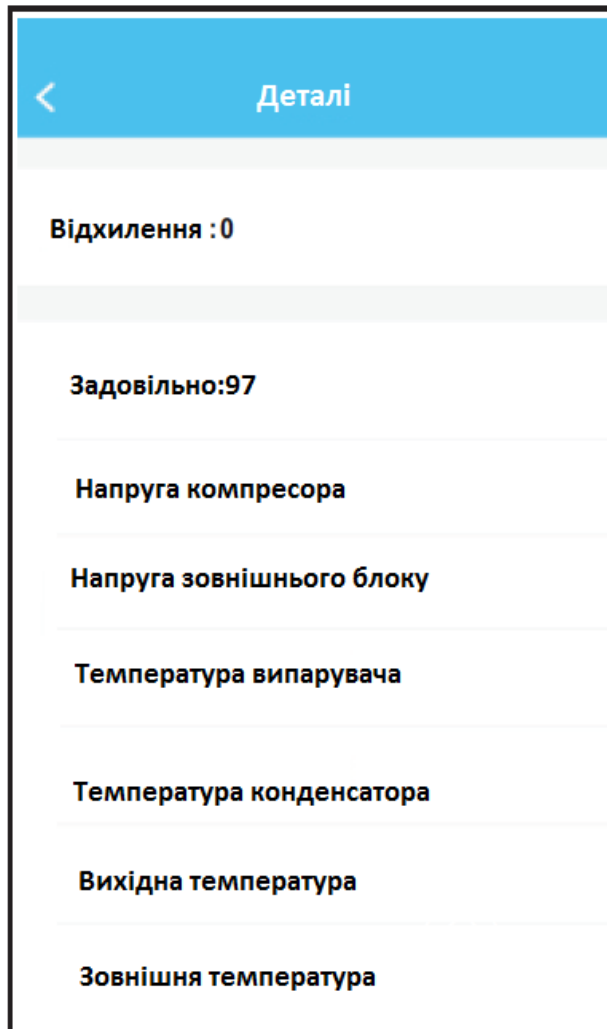 Деталі
Відхилення :0
Задовільно:97
Напруга компресора
Напруга зовнішнього блоку
Температура випарувача
Температура конденсатора
Вихідна температура
Зовнішня температура